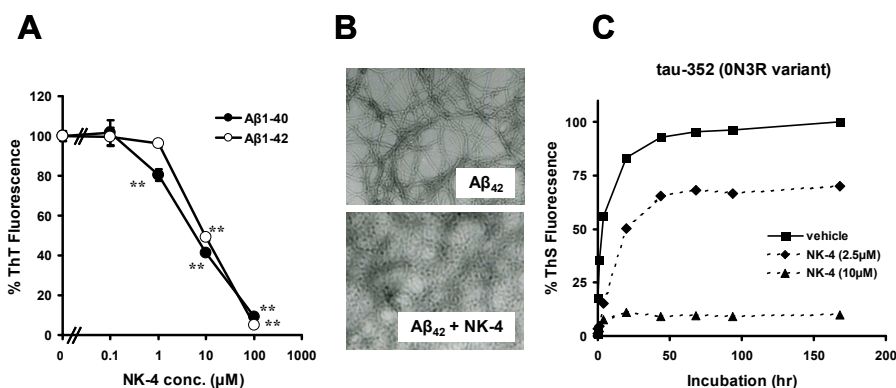 A
B
C
120
100
80
60
40
20
0
% ThT Fluorescence
Aβ1-40
Aβ1-42
**
**
**
**
**
0
0.1
1
10
100
1000
NK-4 conc. (μM)
Aβ42
Aβ42 + NK-4
tau-352 (0N3R variant)
100
75
50
25
0
% ThS Fluorecsence
vehicle
NK-4 (2.5μM)
NK-4 (10μM)
0
50
100
150
200
Incubation (hr)